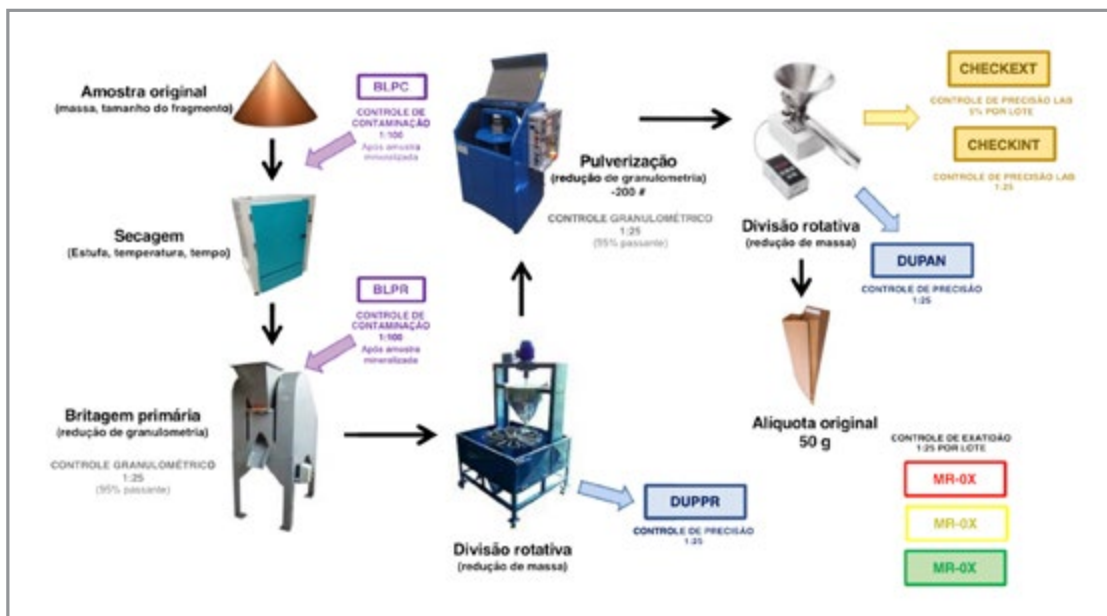 Amostra original
(massa, tamanho do fragmento)
BLPC
CONTROLE DE
CONTAMINAÇÃO
1:100
Após amostra
mineralizada
Secagem
(Estufa, temperatura, tempo)
BLPR
CONTROLE DE
CONTAMINAÇÃO
1:100
Após amostra
mineralizada
Britagem primária
(redução de granulometria)
CONTROLE GRANULOMÉTRICO
1:25
(95% passante)
Divisão rotativa
(redução de massa)
DUPPR
CONTROLE DE PRECISÃO
1:25
Pulverização
(redução de granulometria)
-200 #
CONTROLE GRANULOMÉTRICO
1:25
(95% passante)
Divisão rotativa
(redução de massa)
CHECKEXT
CONTROLE DE PRECISÃO LAB
5% POR LOTE
CHECKINT
CONTROLE DE PRECISÃO LAB
1:25
DUPAN
CONTROLE DE PRECISÃO
1:25
Alíquota original
50 g
CONTROLE DE EXATIDÃO
1:25 POR LOTE
MR-0X
MR-0X
MR-0X